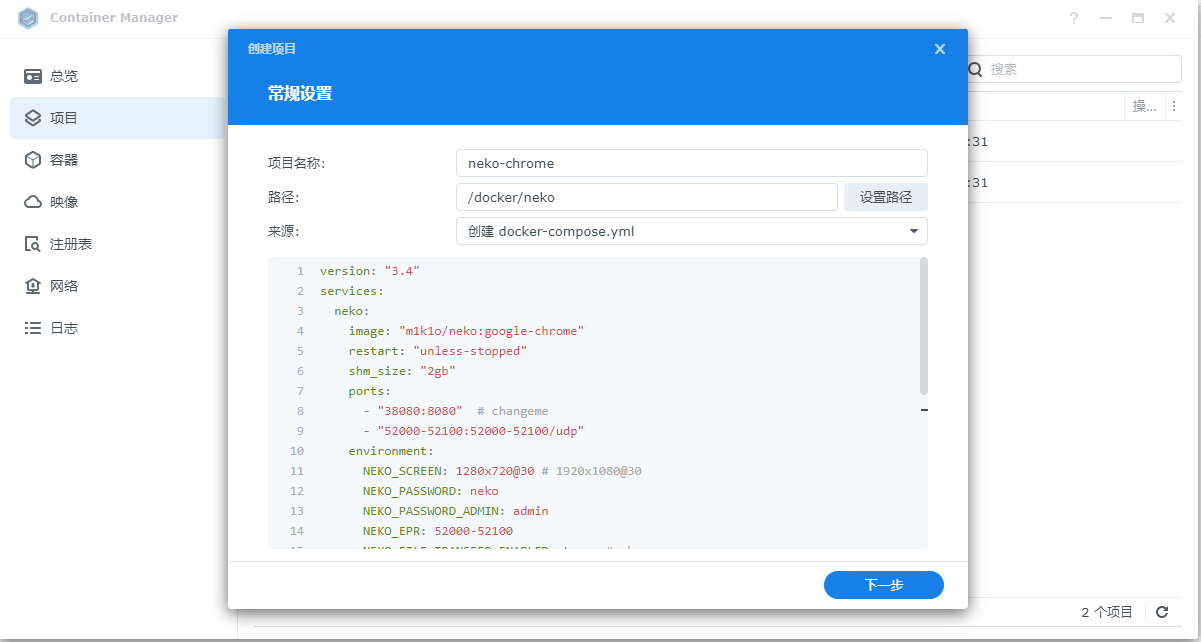 Container Manager
总览
项目
容器
映像
注册表
网络
日志
创建项目
常规设置
项目名称:
neko-chrome
路径:
/docker/neko
设置路径
来源:
创建 docker-compose.yml
1 version: "3.4"
2 services:
3 neko:
4 image: "m1k1o/neko:google-chrome"
5 restart: "unless-stopped"
6 shm_size: "2gb"
7 ports:
8 - "38080:8080" # changeme
9 - "52000-52100:52000-52100/udp"
10 environment:
11 NEKO_SCREEN: 1280x720@30 # 1920x1080@30
12 NEKO_PASSWORD: neko
13 NEKO_PASSWORD_ADMIN: admin
14 NEKO_EPR: 52000-52100
下一步
搜索
操...
:31
:31
2 个项目